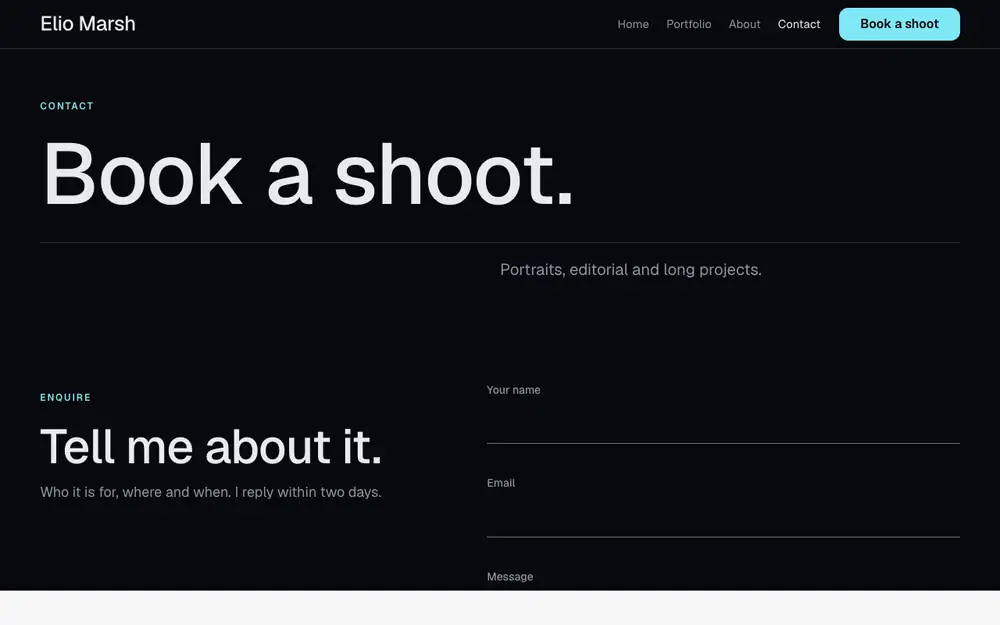 Elio Marsh
Home Portfolio About Contact Book a shoot
CONTACT
Book a shoot.
Portraits, editorial and long projects.
ENQUIRE
Tell me about it.
Who it is for, where and when. I reply within two days.
Your name
Email
Message